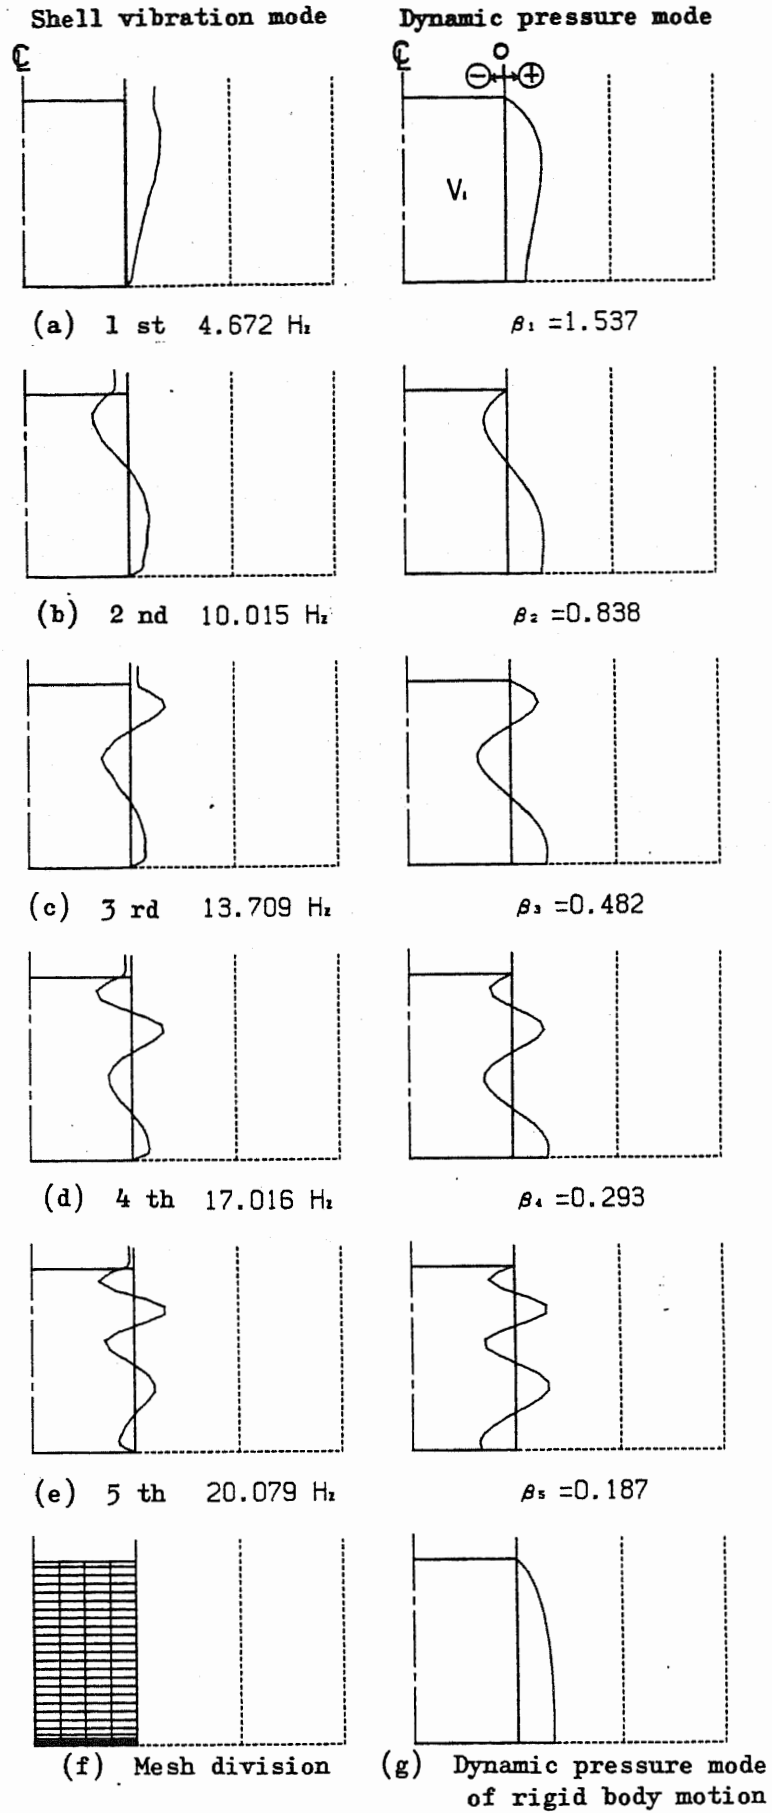 Shell vibration mode Dynamic pressure mode
℄ ℄ 0
⊖ ⊕
V₁
(a) 1 st 4.672 Hz β₁ =1.537
(b) 2 nd 10.015 Hz β₂ =0.838
(c) 3 rd 13.709 Hz β₃ =0.482
(d) 4 th 17.016 Hz β₄ =0.293
(e) 5 th 20.079 Hz β₅ =0.187
(f) Mesh division (g) Dynamic pressure mode
of rigid body motion